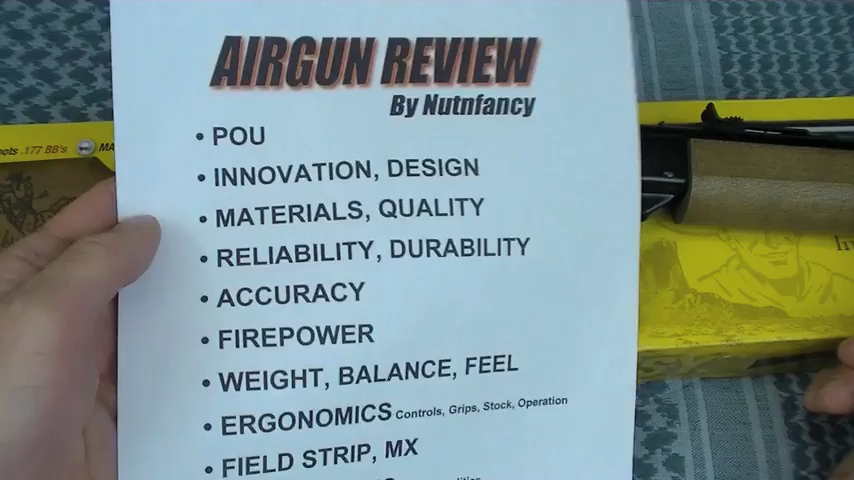 AIRGUN REVIEW
By Nutnfancy
• POU
• INNOVATION, DESIGN
• MATERIALS, QUALITY
• RELIABILITY, DURABILITY
• ACCURACY
• FIREPOWER
• WEIGHT, BALANCE, FEEL
• ERGONOMICS Controls, Grips, Stock, Operation
• FIELD STRIP, MX
.177 BB's